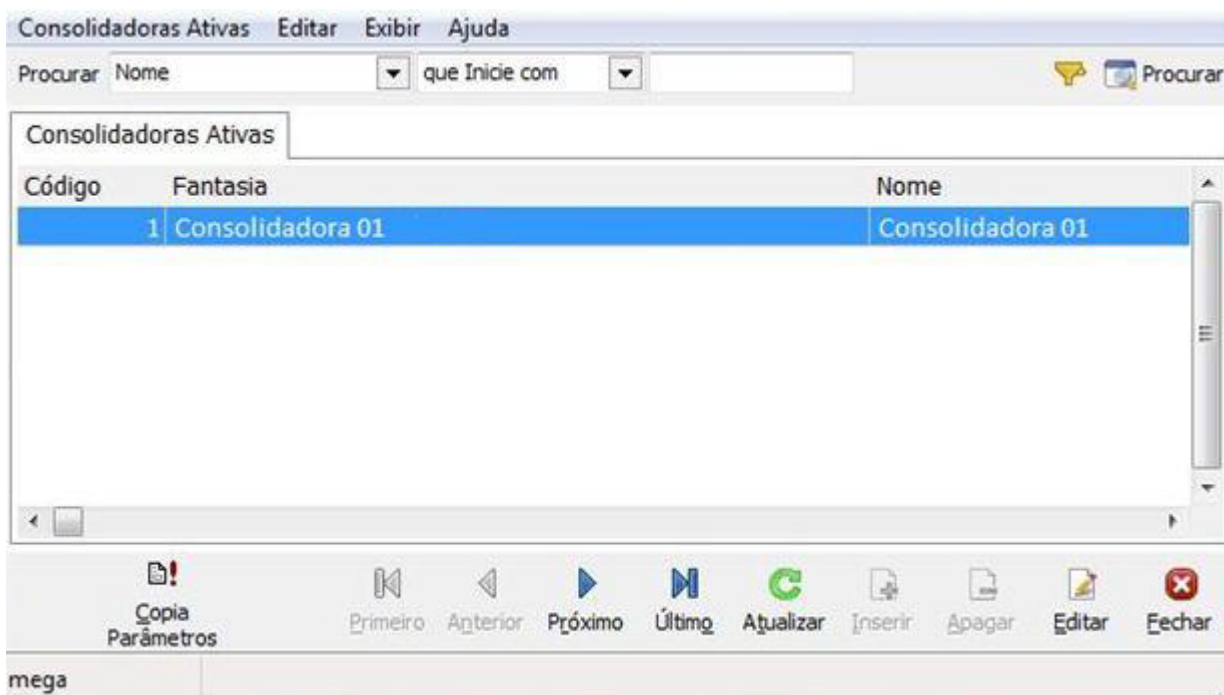 Consolidadoras Ativas Editar Exibir Ajuda
Procurar Nome que Inicie com Procurar
Consolidadoras Ativas
Código Fantasia Nome
1 Consolidadora 01 Consolidadora 01
Copia Parâmetros Primeiro Anterior Próximo Último Atualizar Inserir Apagar Editar Fechar
mega